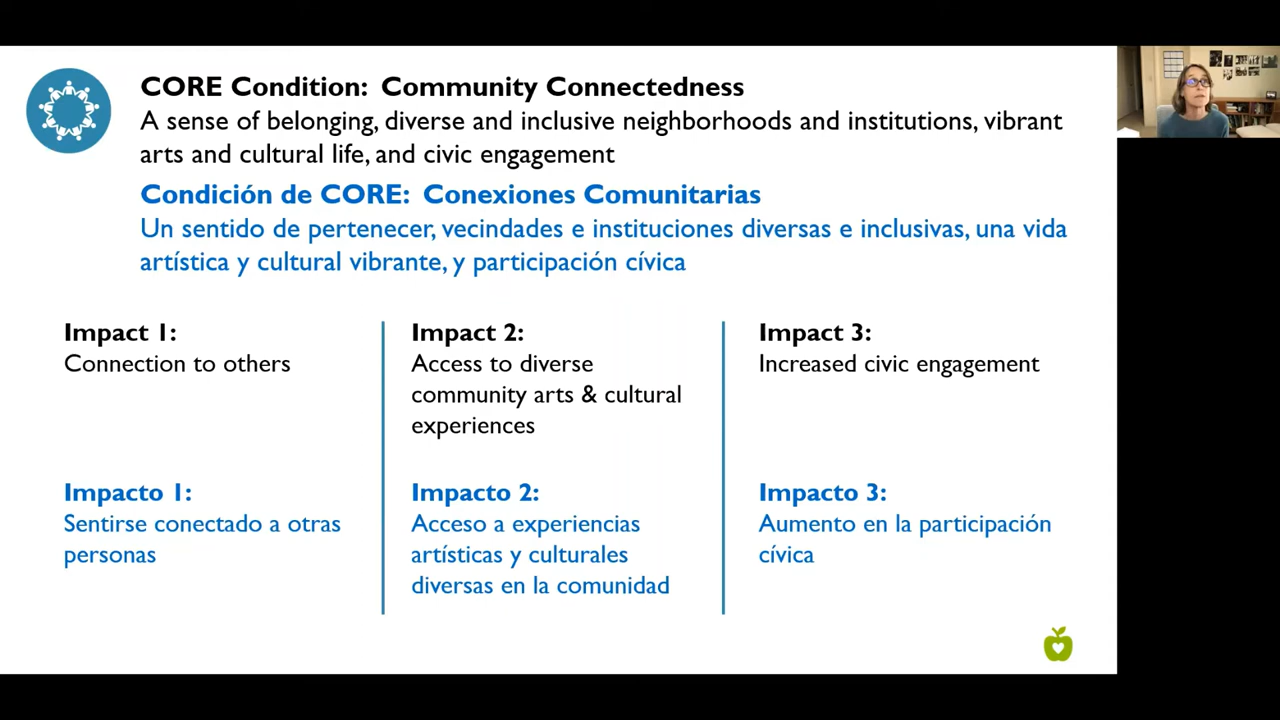 CORE Condition: Community Connectedness
A sense of belonging, diverse and inclusive neighborhoods and institutions, vibrant
arts and cultural life, and civic engagement
Condición de CORE: Conexiones Comunitarias
Un sentido de pertenecer, vecindades e instituciones diversas e inclusivas, una vida
artística y cultural vibrante, y participación cívica
Impact 1:
Connection to others
Impact 2:
Access to diverse
community arts & cultural
experiences
Impact 3:
Increased civic engagement
Impacto 1:
Sentirse conectado a otras
personas
Impacto 2:
Acceso a experiencias
artísticas y culturales
diversas en la comunidad
Impacto 3:
Aumento en la participación
cívica